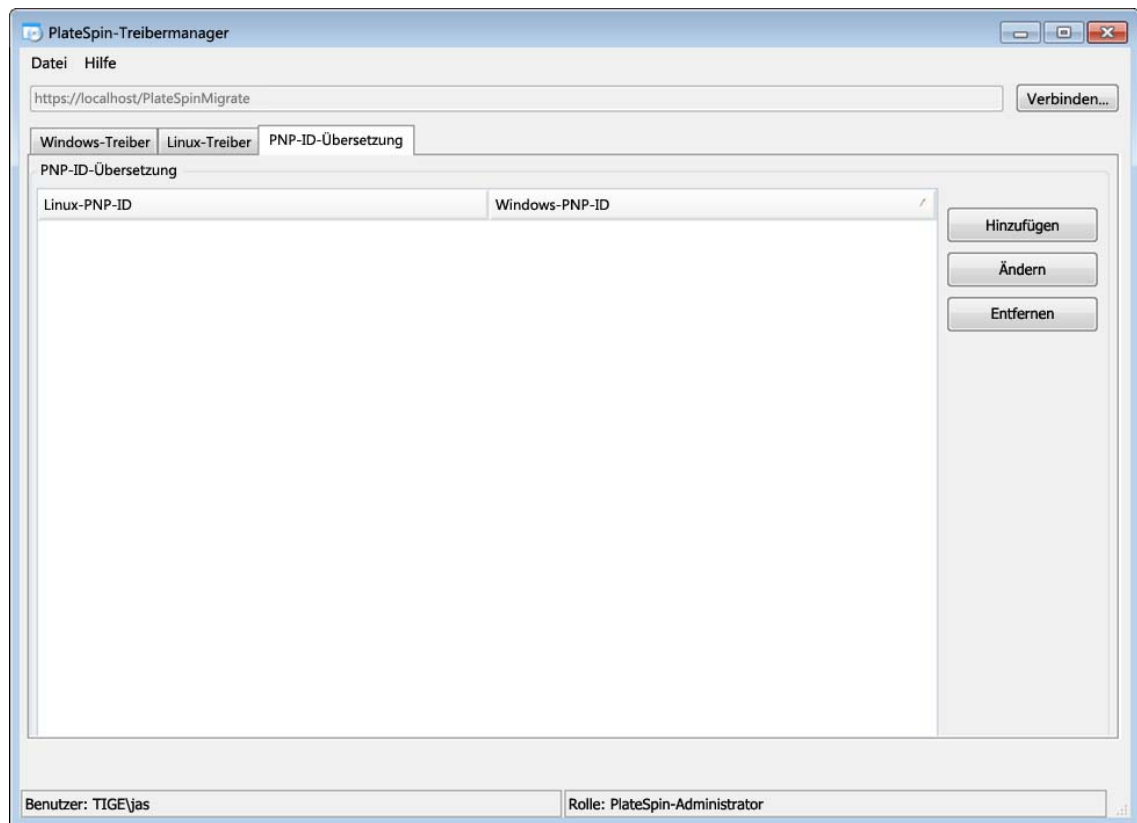 PlateSpin-Treibermanager
Datei Hilfe
https://localhost/PlateSpinMigrate Verbinden...
Windows-Treiber Linux-Treiber PNP-ID-Übersetzung
PNP-ID-Übersetzung
Linux-PNP-ID Windows-PNP-ID
Hinzufügen
Ändern
Entfernen
Benutzer: TIGE\jas Rolle: PlateSpin-Administrator